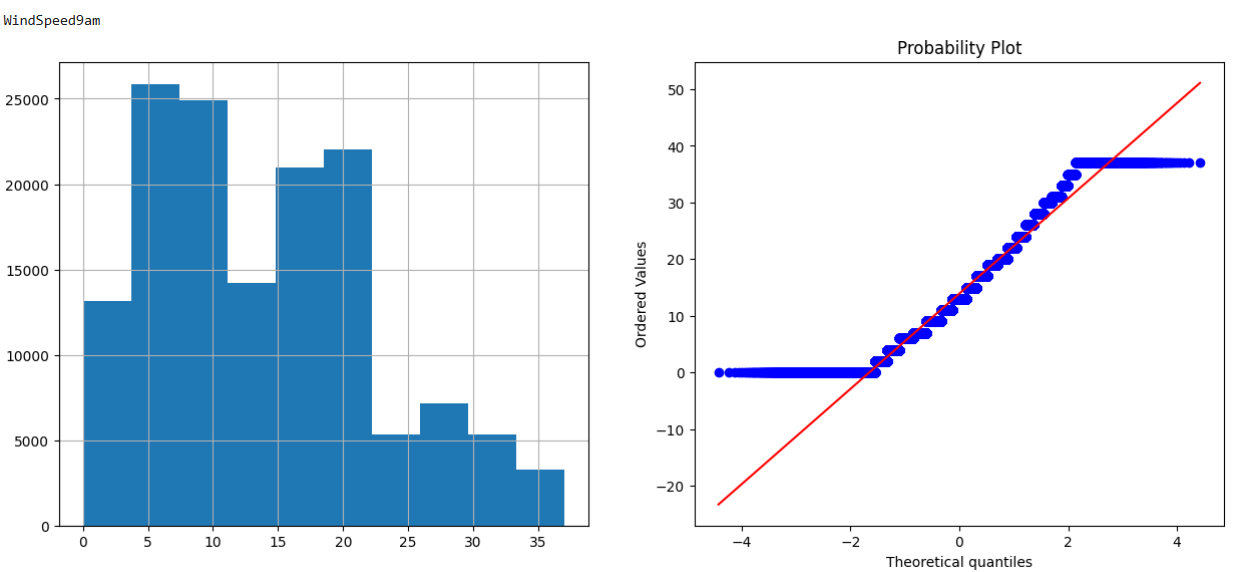 WindSpeed9am
25000
20000
15000
10000
5000
0
0 5 10 15 20 25 30 35
Probability Plot
Ordered Values
50
40
30
20
10
0
−10
−20
−4 −2 0 2 4
Theoretical quantiles